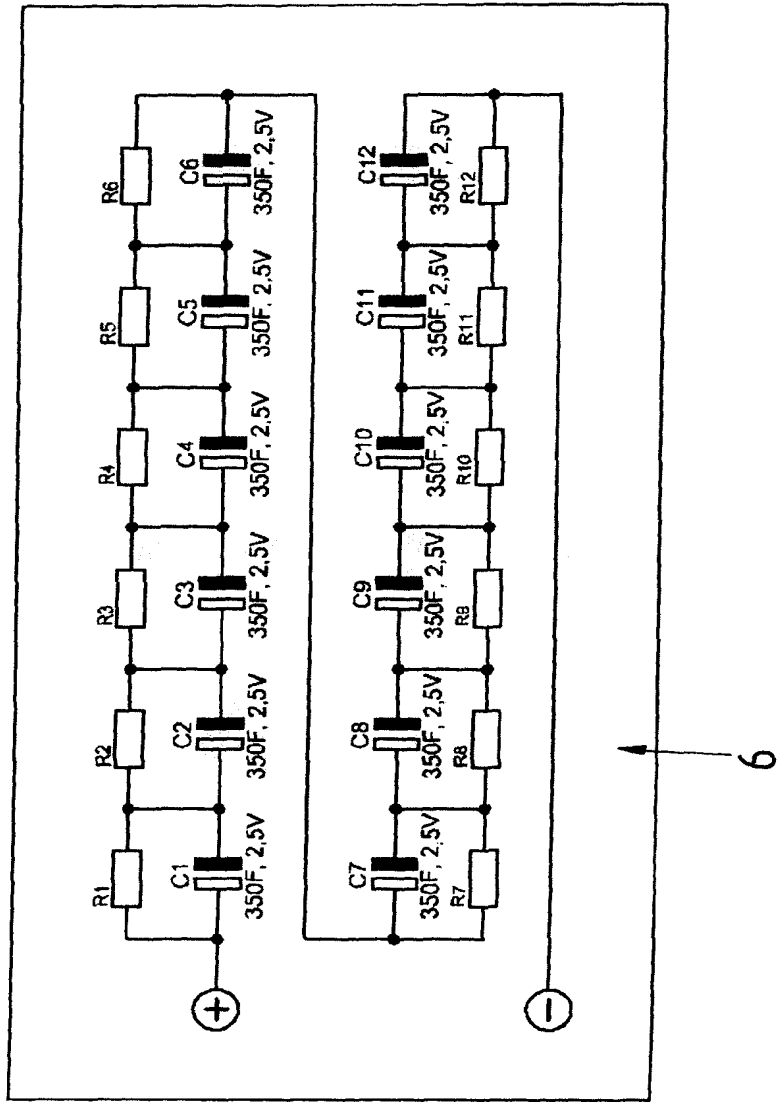 R1 R2 R3 R4 R5 R6
C1 C2 C3 C4 C5 C6
350F, 2,5V 350F, 2,5V 350F, 2,5V 350F, 2,5V 350F, 2,5V 350F, 2,5V
+
C7 C8 C9 C10 C11 C12
350F, 2,5V 350F, 2,5V 350F, 2,5V 350F, 2,5V 350F, 2,5V 350F, 2,5V
R7 R8 R9 R10 R11 R12
−
6